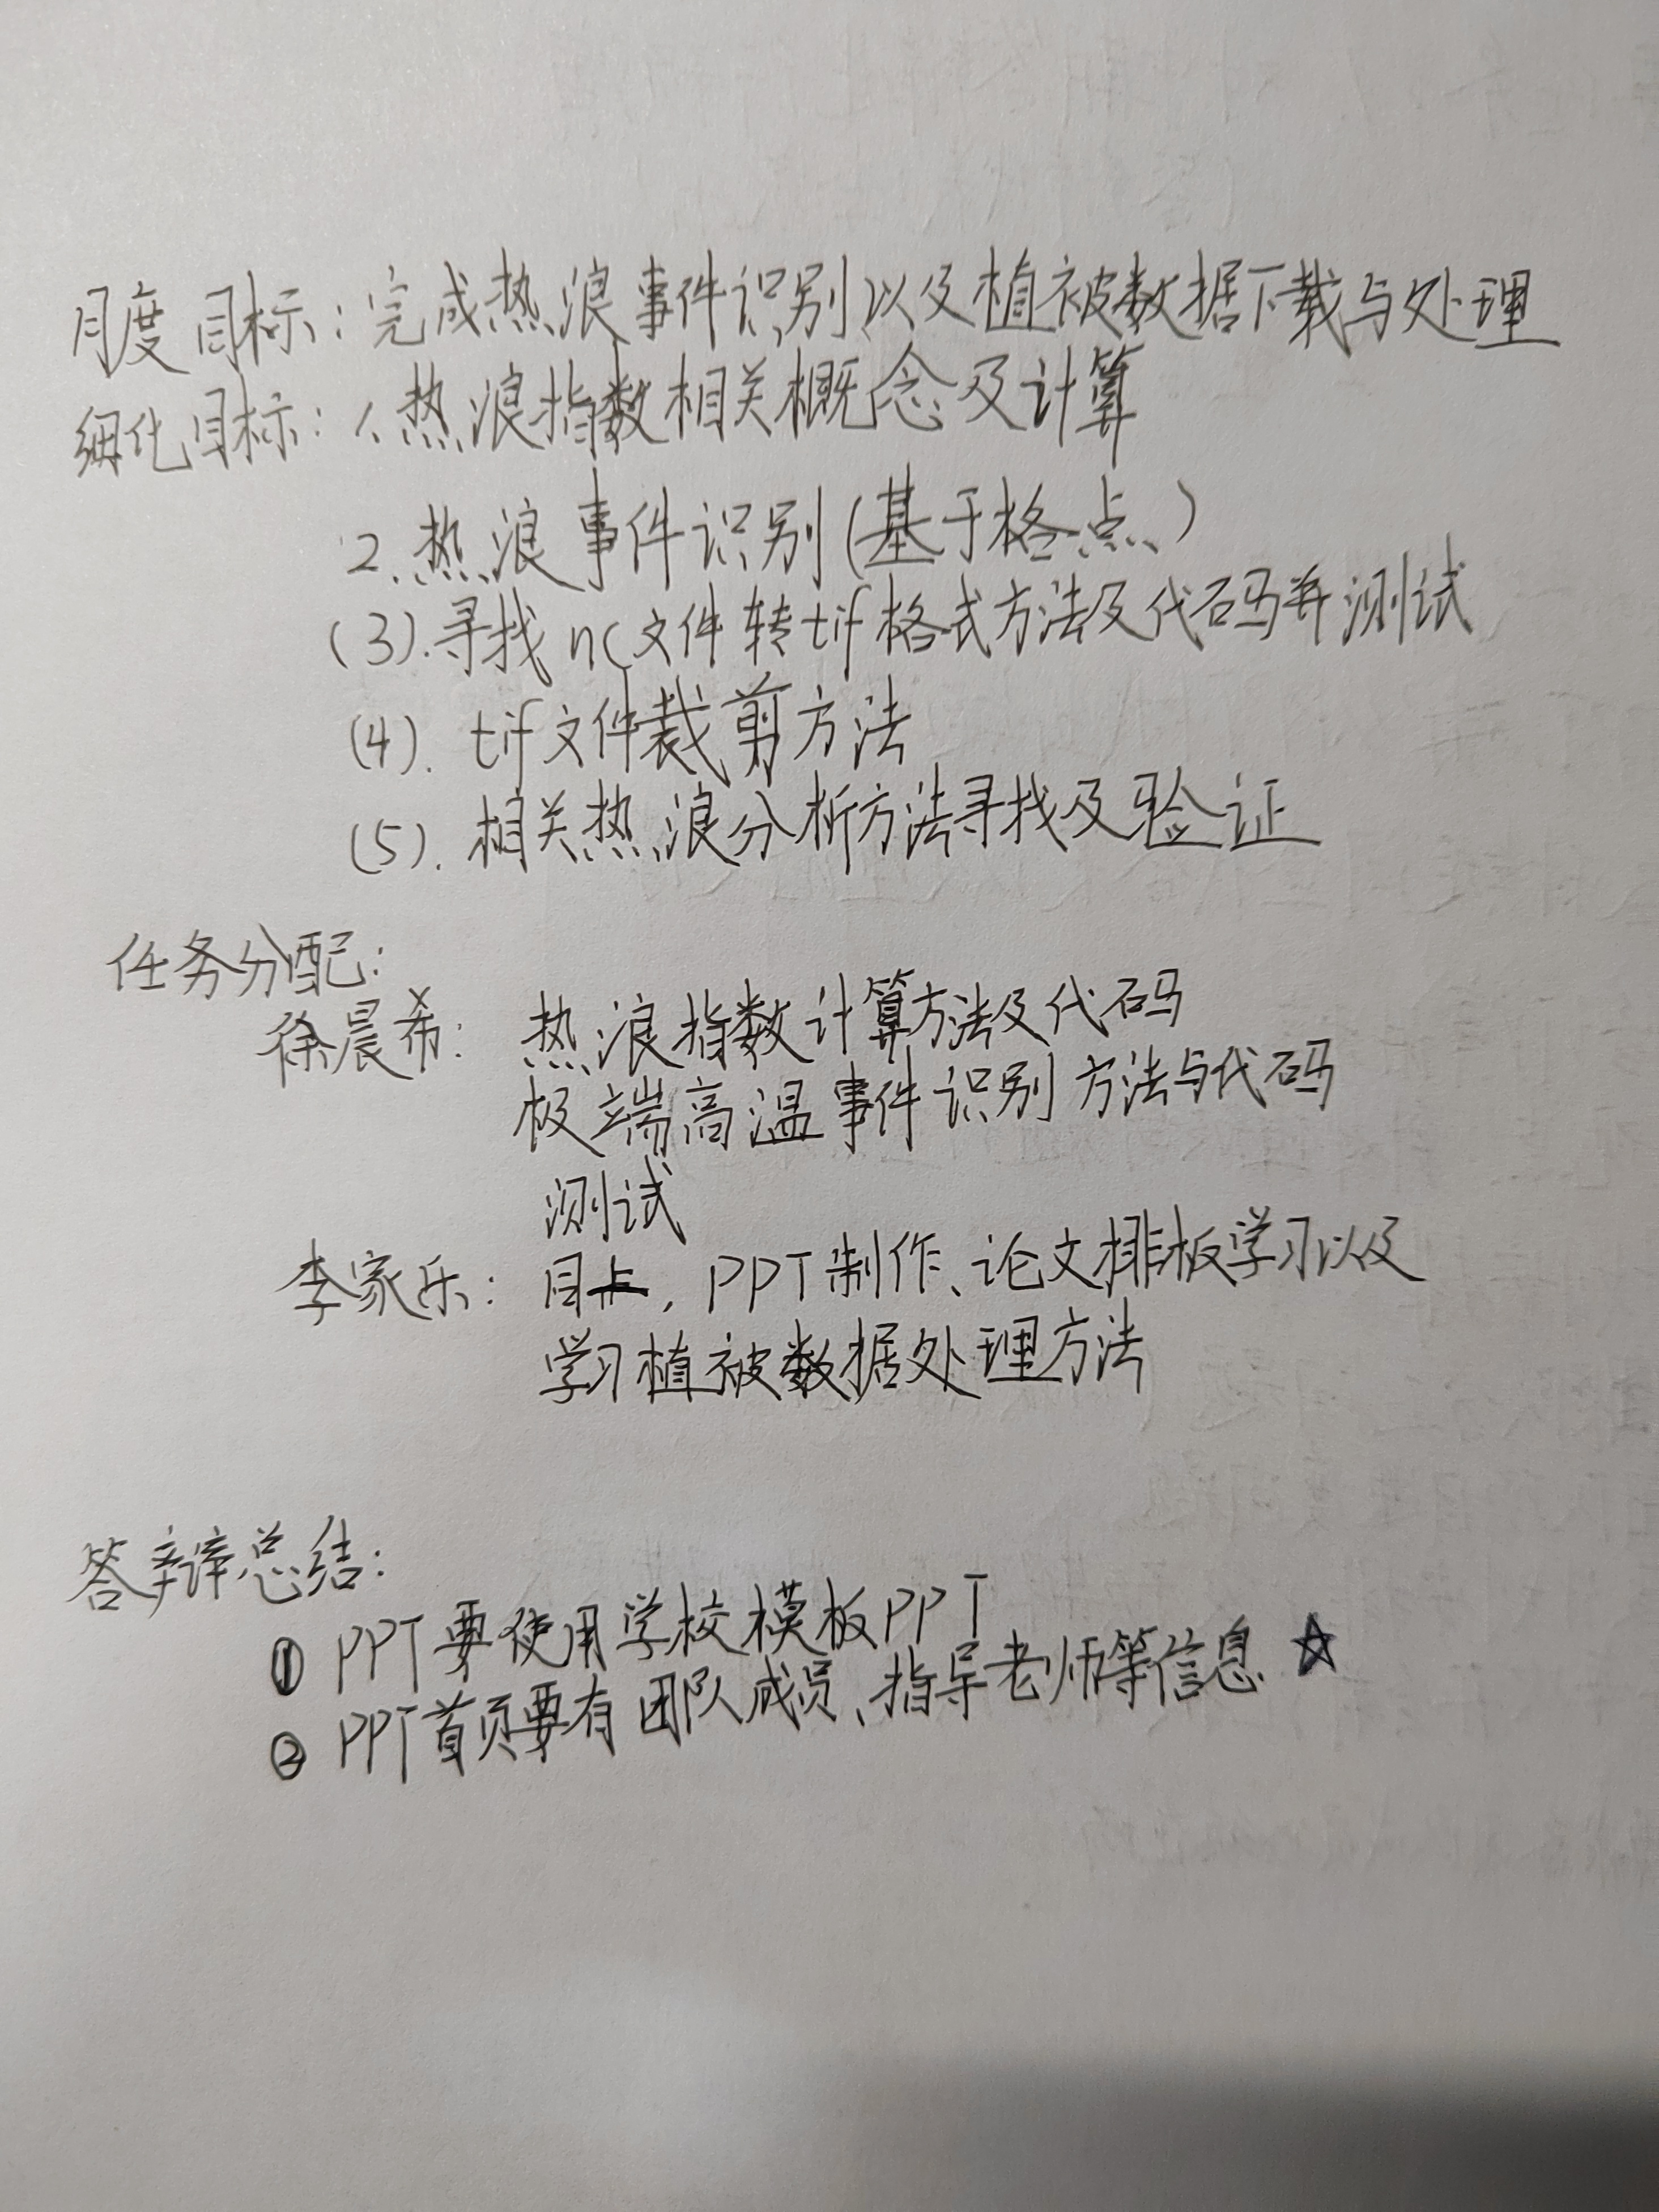 月度目标：完成热浪事件识别以及植被数据下载与处理
细化目标：1、热浪指数相关概念及计算
2、热浪事件识别（基于格点）
（3）.寻找nc文件转tif格式方法及代码并测试
（4）. tif文件裁剪方法
（5）. 相关热浪分析方法寻找及验证
任务分配：
徐晨希： 热浪指数计算方法及代码
极端高温事件识别方法与代码
测试
李家乐： PPT制作、论文排板学习以及
学习植被数据处理方法
答辩总结：
① PPT要使用学校模板PPT
② PPT首页要有团队成员、指导老师等信息 ☆